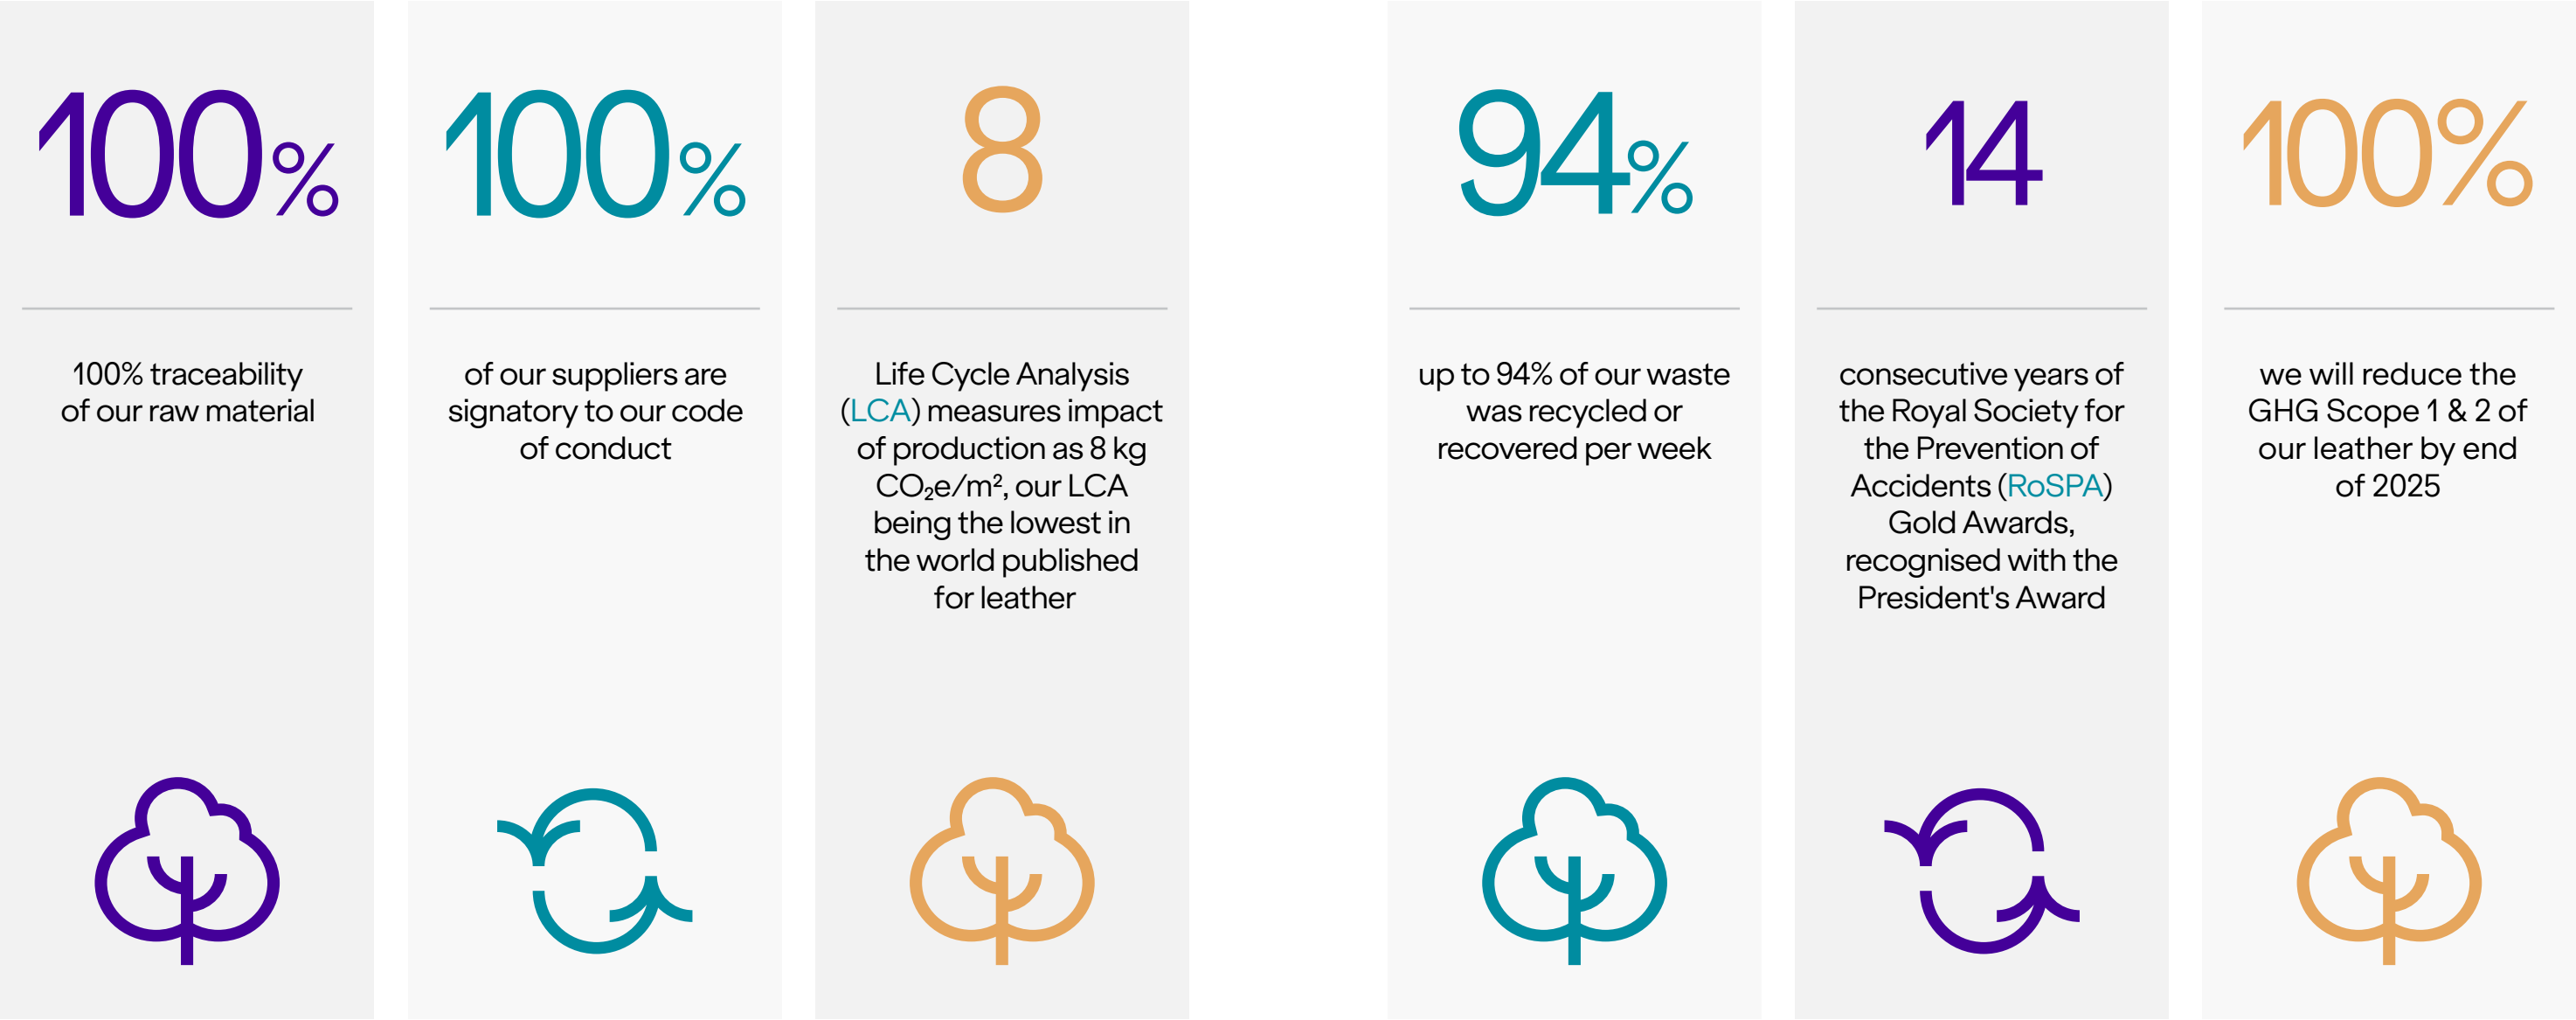 100%
100% traceability
of our raw material
100%
of our suppliers are
signatory to our code
of conduct
8
Life Cycle Analysis
(LCA) measures impact
of production as 8 kg
CO₂e/m², our LCA
being the lowest in
the world published
for leather
94%
up to 94% of our waste
was recycled or
recovered per week
14
consecutive years of
the Royal Society for
the Prevention of
Accidents (RoSPA)
Gold Awards,
recognised with the
President's Award
100%
we will reduce the
GHG Scope 1 & 2 of
our leather by end
of 2025